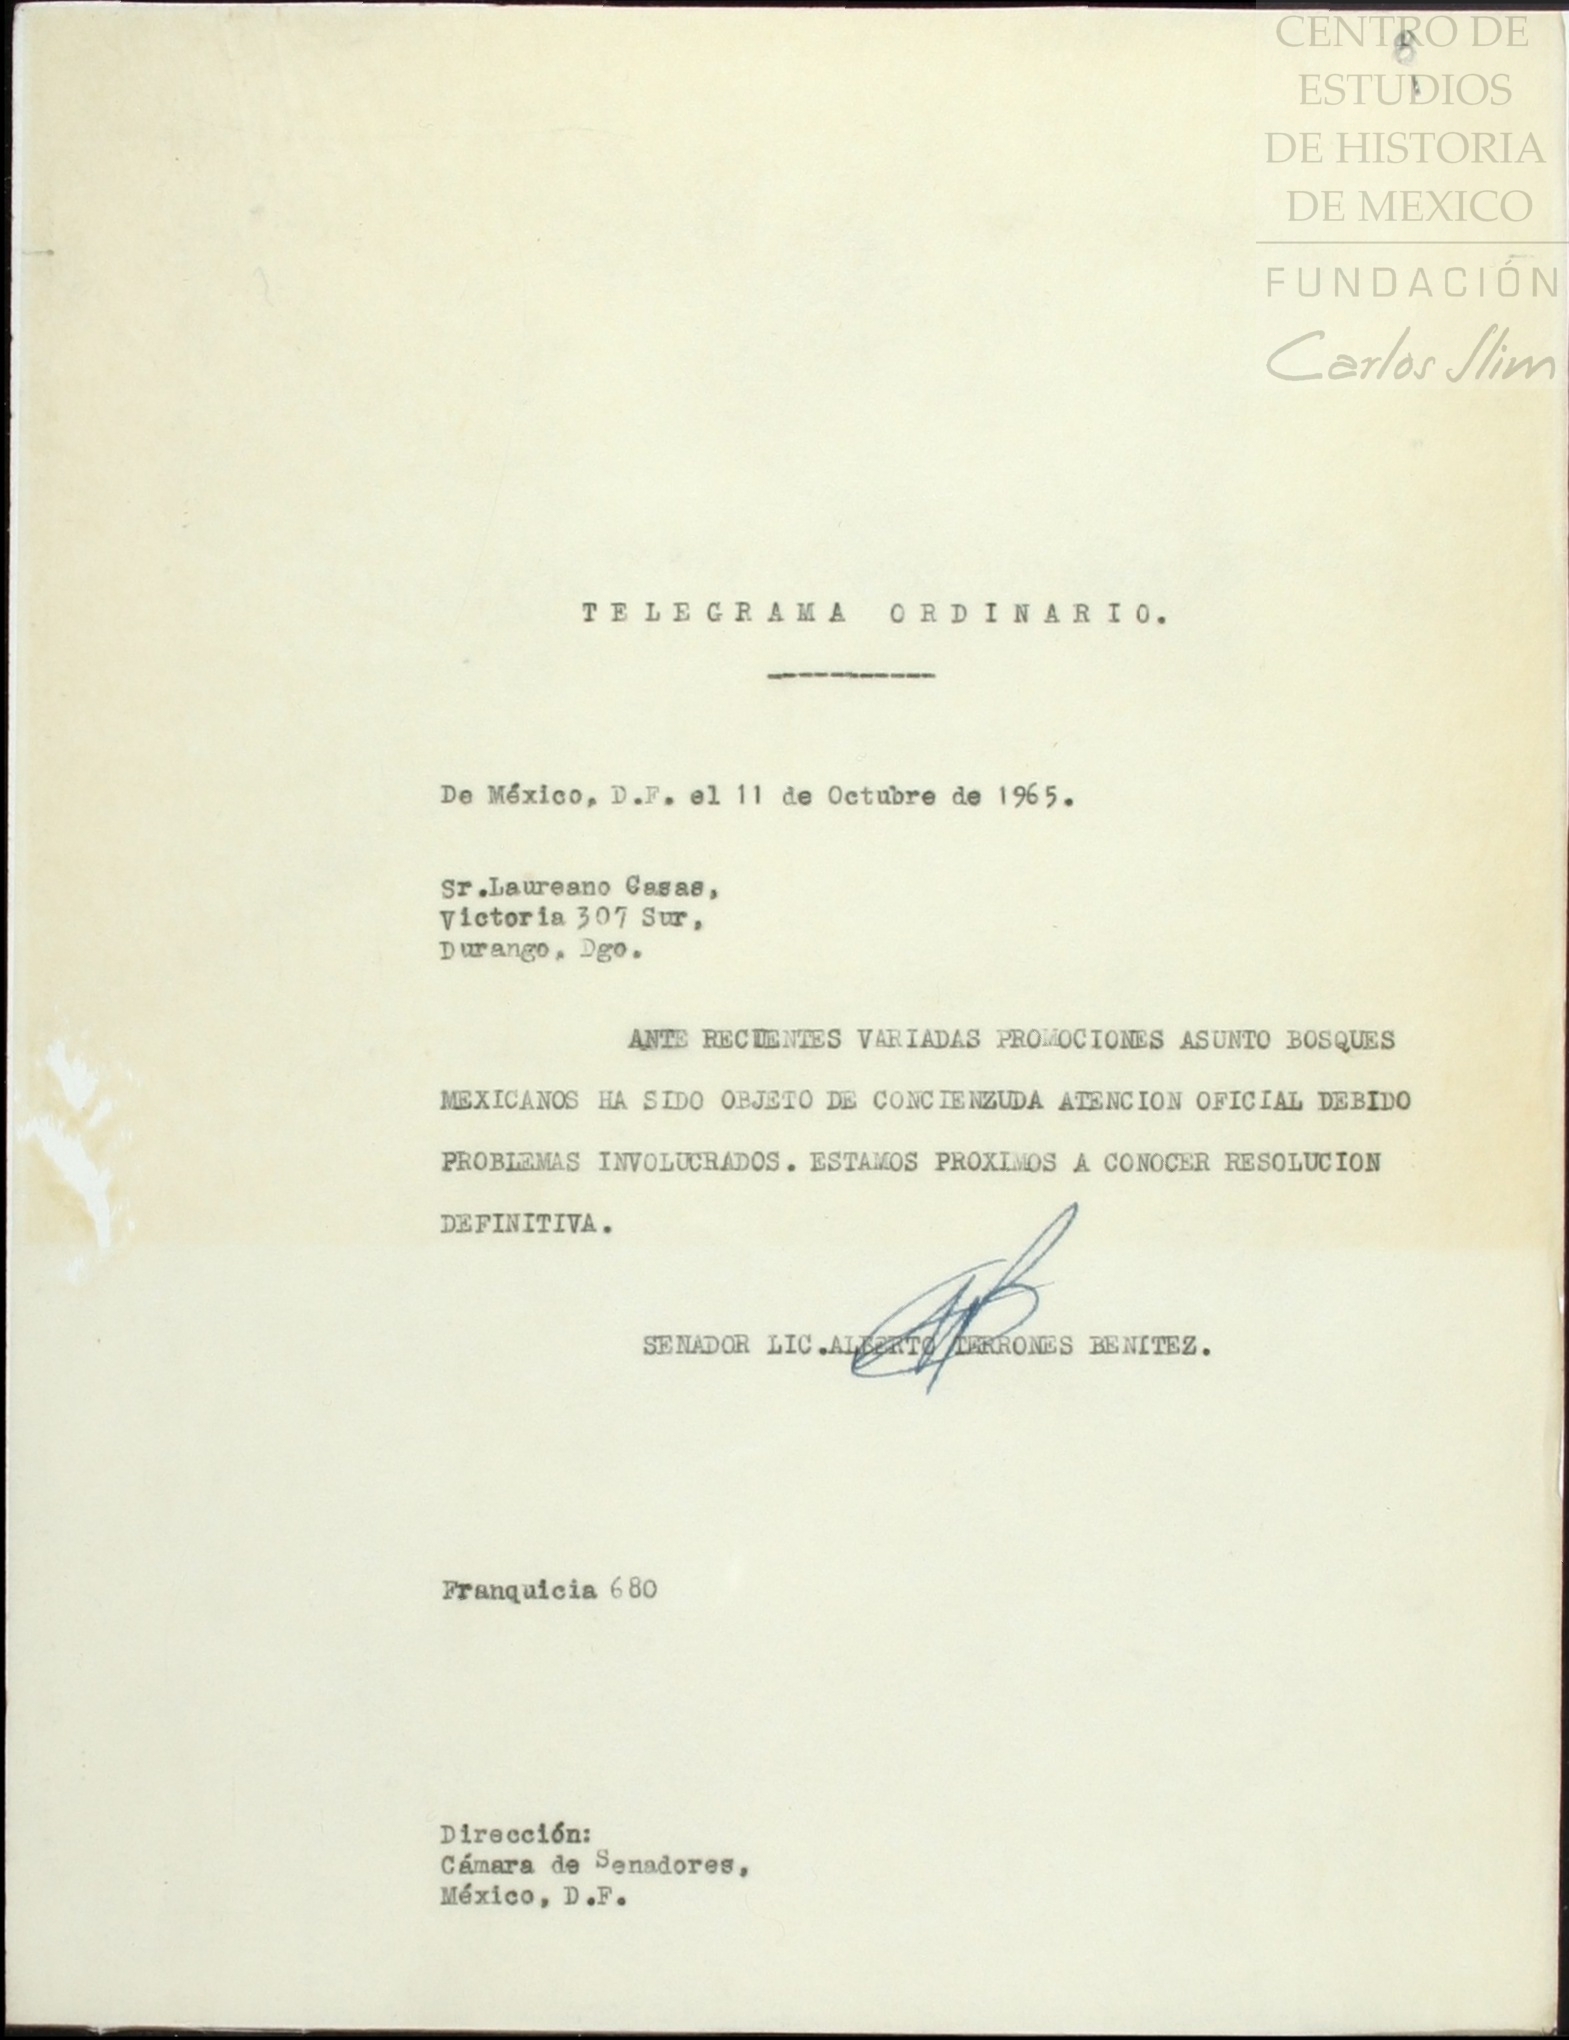 CENTRO DE
ESTUDIOS
DE HISTORIA
DE MEXICO
FUNDACIÓN
Carlos Slim
TELEGRAMA ORDINARIO.
De México, D.F. el 11 de Octubre de 1965.
Sr.Laureano Casas,
Victoria 307 Sur,
Durango, Dgo.
ANTE RECIENTES VARIADAS PROMOCIONES ASUNTO BOSQUES
MEXICANOS HA SIDO OBJETO DE CONCIENZUDA ATENCION OFICIAL DEBIDO
PROBLEMAS INVOLUCRADOS. ESTAMOS PROXIMOS A CONOCER RESOLUCION
DEFINITIVA.
SENADOR LIC.ALBERTO TERRONES BENITEZ.
Franquicia 680
Dirección:
Cámara de Senadores,
México, D.F.